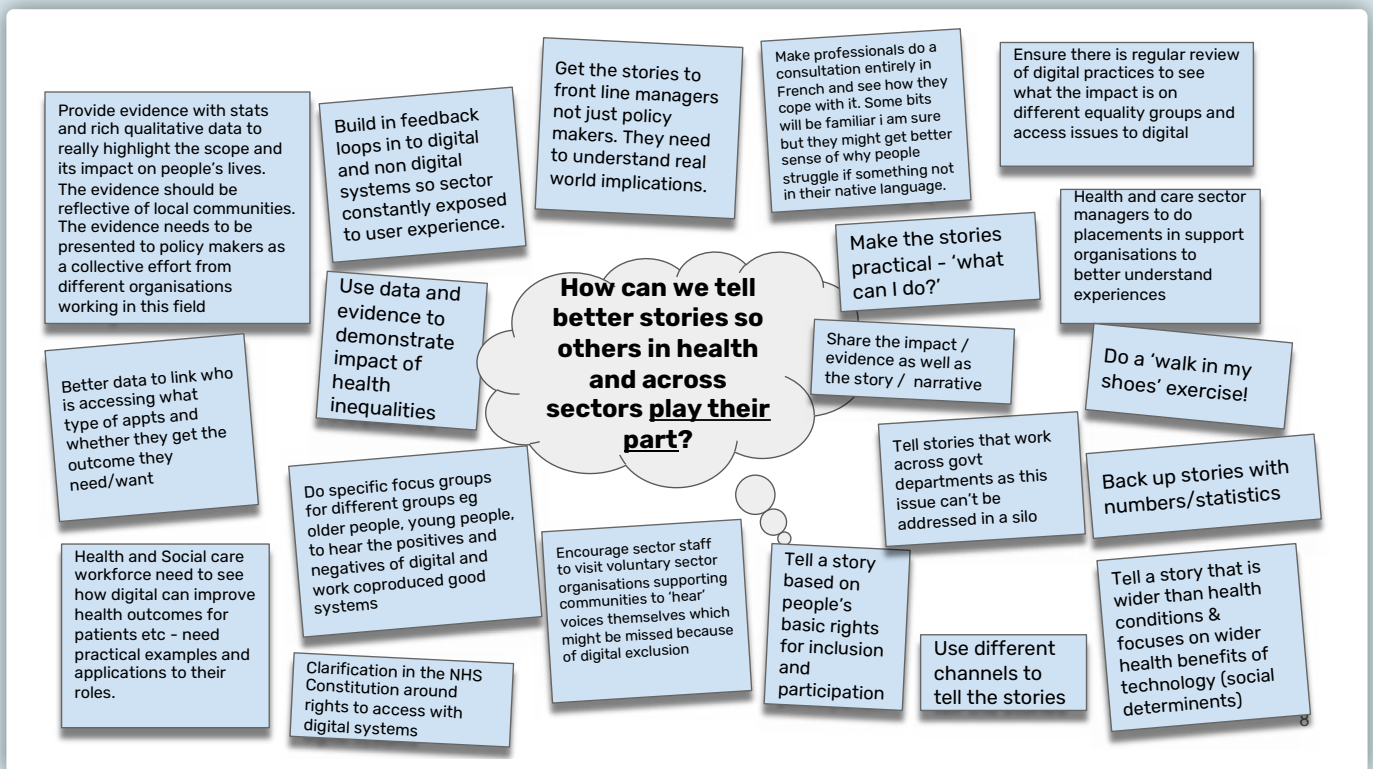 Provide evidence with stats
and rich qualitative data to
really highlight the scope and
its impact on people's lives.
The evidence should be
reflective of local communities.
The evidence needs to be
presented to policy makers as
a collective effort from
different organisations
working in this field
Build in feedback
loops in to digital
and non digital
systems so sector
constantly exposed
to user experience.
Get the stories to
front line managers
not just policy
makers. They need
to understand real
world implications.
Make professionals do a
consultation entirely in
French and see how they
cope with it. Some bits
will be familiar i am sure
but they might get better
sense of why people
struggle if something not
in their native language.
Ensure there is regular review
of digital practices to see
what the impact is on
different equality groups and
access issues to digital
Health and care sector
managers to do
placements in support
organisations to
better understand
experiences
Make the stories
practical - 'what
can I do?'
Use data and
evidence to
demonstrate
impact of
health
inequalities
How can we tell
better stories so
others in health
and across
sectors play their
part?
Share the impact /
evidence as well as
the story / narrative
Do a 'walk in my
shoes' exercise!
Better data to link who
is accessing what
type of appts and
whether they get the
outcome they
need/want
Do specific focus groups
for different groups eg
older people, young people,
to hear the positives and
negatives of digital and
work coproduced good
systems
Tell stories that work
across govt
departments as this
issue can't be
addressed in a silo
Back up stories with
numbers/statistics
Health and Social care
workforce need to see
how digital can improve
health outcomes for
patients etc - need
practical examples and
applications to their
roles.
Clarification in the NHS
Constitution around
rights to access with
digital systems
Encourage sector staff
to visit voluntary sector
organisations supporting
communities to 'hear'
voices themselves which
might be missed because
of digital exclusion
Tell a story
based on
people's
basic rights
for inclusion
and
participation
Use different
channels to
tell the stories
Tell a story that is
wider than health
conditions &
focuses on wider
health benefits of
technology (social
determinents)
8